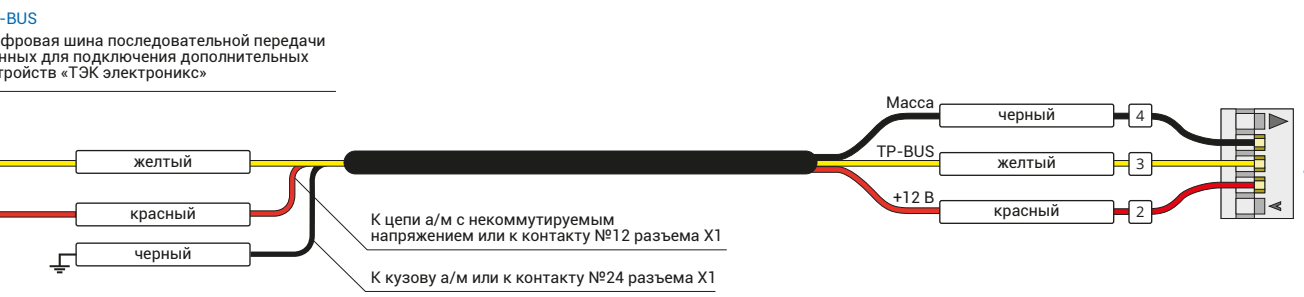 -BUS
фровая шина последовательной передачи
нных для подключения дополнительных
тройств «ТЭК электроникс»
Масса
черный
4
желтый
TP-BUS
желтый
3
+12 В
красный
2
красный
К цепи а/м с некоммутируемым
напряжением или к контакту №12 разъема X1
черный
К кузову а/м или к контакту №24 разъема X1